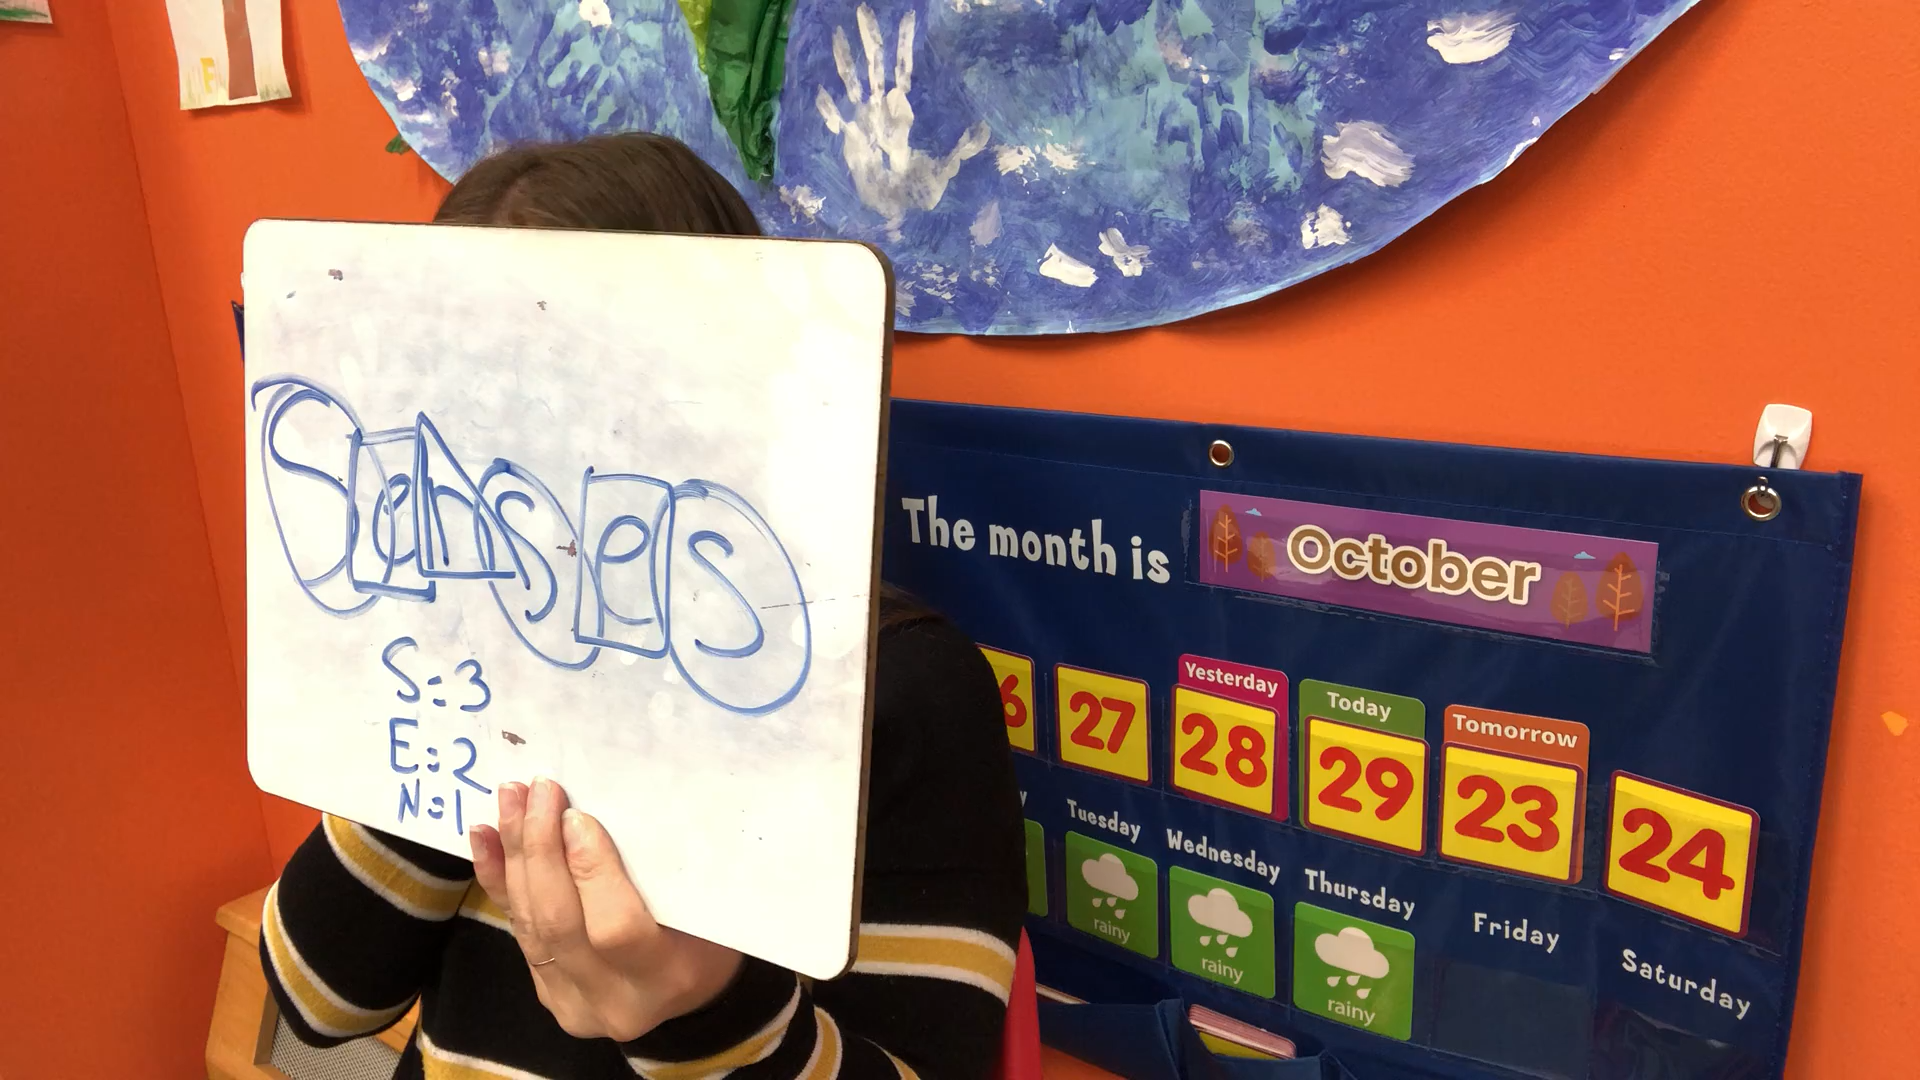 Senses
S:3
E:2
N:1
The month is October
Yesterday Today Tomorrow
27 28 29 23 24
Tuesday Wednesday Thursday Friday Saturday
rainy rainy rainy